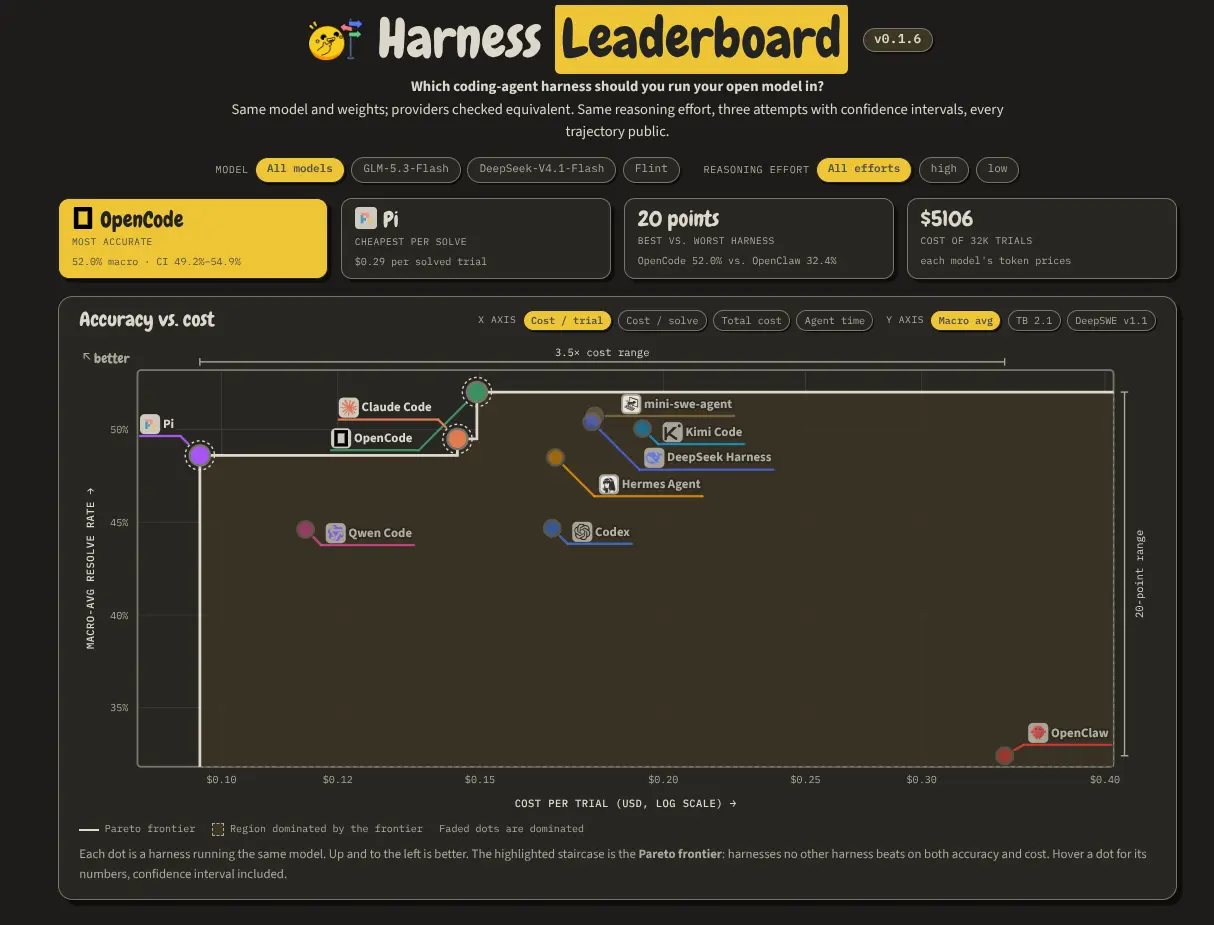 Harness Leaderboard v0.1.6
Which coding-agent harness should you run your open model in?
Same model and weights; providers checked equivalent. Same reasoning effort, three attempts with confidence intervals, every
trajectory public.
MODEL All models GLM-5.3-Flash DeepSeek-V4.1-Flash Flint REASONING EFFORT All efforts high low
OpenCode
MOST ACCURATE
52.0% macro · CI 49.2%–54.9%
Pi
CHEAPEST PER SOLVE
$0.29 per solved trial
20 points
BEST VS. WORST HARNESS
OpenCode 52.0% vs. OpenClaw 32.4%
$5106
COST OF 32K TRIALS
each model's token prices
Accuracy vs. cost
X AXIS Cost / trial Cost / solve Total cost Agent time Y AXIS Macro avg TB 2.1 DeepSWE v1.1
↖ better
3.5× cost range
Claude Code
mini-swe-agent
Pi
50%
OpenCode
Kimi Code
DeepSeek Harness
Hermes Agent
45%
Qwen Code
Codex
MACRO-AVG RESOLVE RATE →
20-point range
40%
35%
OpenClaw
$0.10 $0.12 $0.15 $0.20 $0.25 $0.30 $0.40
COST PER TRIAL (USD, LOG SCALE) →
Pareto frontier Region dominated by the frontier Faded dots are dominated
Each dot is a harness running the same model. Up and to the left is better. The highlighted staircase is the Pareto frontier: harnesses no other harness beats on both accuracy and cost. Hover a dot for its
numbers, confidence interval included.